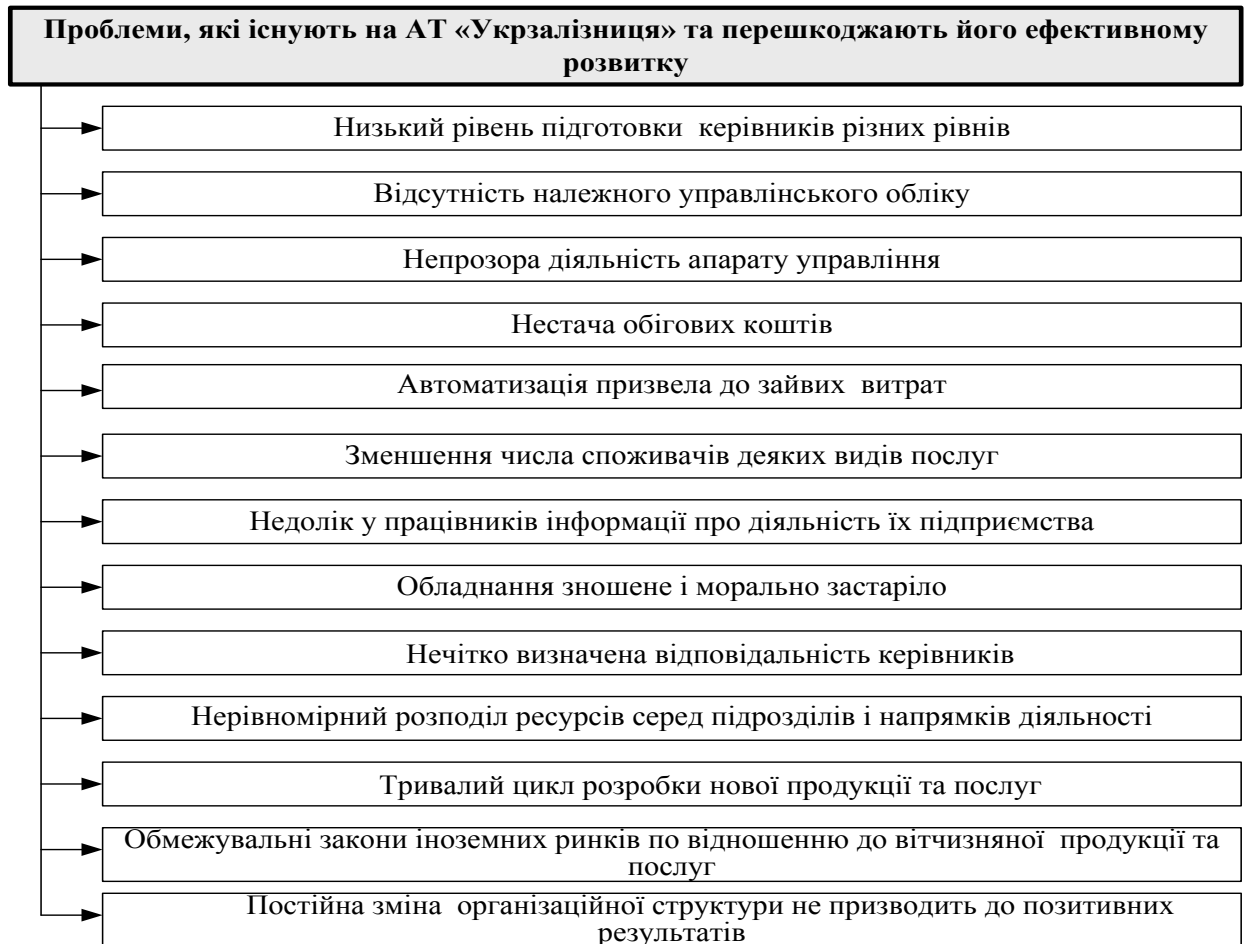 Проблеми, які існують на АТ «Укрзалізниця» та перешкоджають його ефективному
розвитку
Низький рівень підготовки керівників різних рівнів
Відсутність належного управлінського обліку
Непрозора діяльність апарату управління
Нестача обігових коштів
Автоматизація призвела до зайвих витрат
Зменшення числа споживачів деяких видів послуг
Недолік у працівників інформації про діяльність їх підприємства
Обладнання зношене і морально застаріло
Нечітко визначена відповідальність керівників
Нерівномірний розподіл ресурсів серед підрозділів і напрямків діяльності
Тривалий цикл розробки нової продукції та послуг
Обмежувальні закони іноземних ринків по відношенню до вітчизняної продукції та
послуг
Постійна зміна організаційної структури не призводить до позитивних
результатів